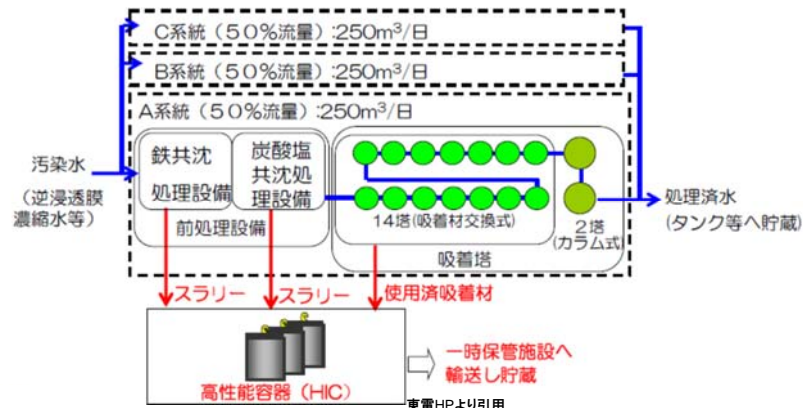 C系統（５０％流量）:250m³/日
B系統（５０％流量）:250m³/日
A系統（５０％流量）:250m³/日
汚染水
（逆浸透膜
濃縮水等）
鉄共沈
処理設備
炭酸塩
共沈処
理設備
前処理設備
14塔(吸着材交換式)
2塔
(カラム式)
吸着塔
処理済水
(タンク等へ貯蔵)
スラリー
スラリー
使用済吸着材
高性能容器（HIC）
一時保管施設へ
輸送し貯蔵
東電HPより引用